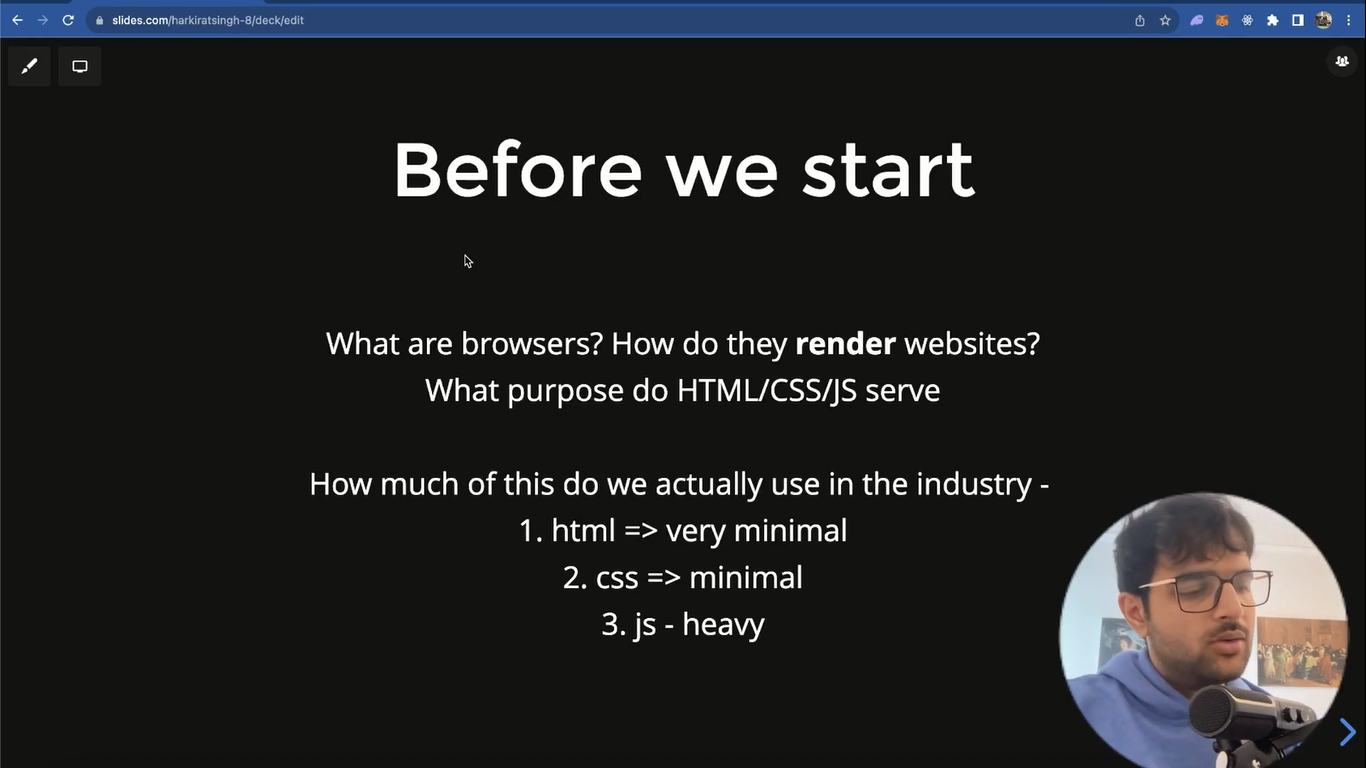 slides.com/harkiratsingh-8/deck/edit
Before we start
What are browsers? How do they render websites?
What purpose do HTML/CSS/JS serve
How much of this do we actually use in the industry -
1. html => very minimal
2. css => minimal
3. js - heavy